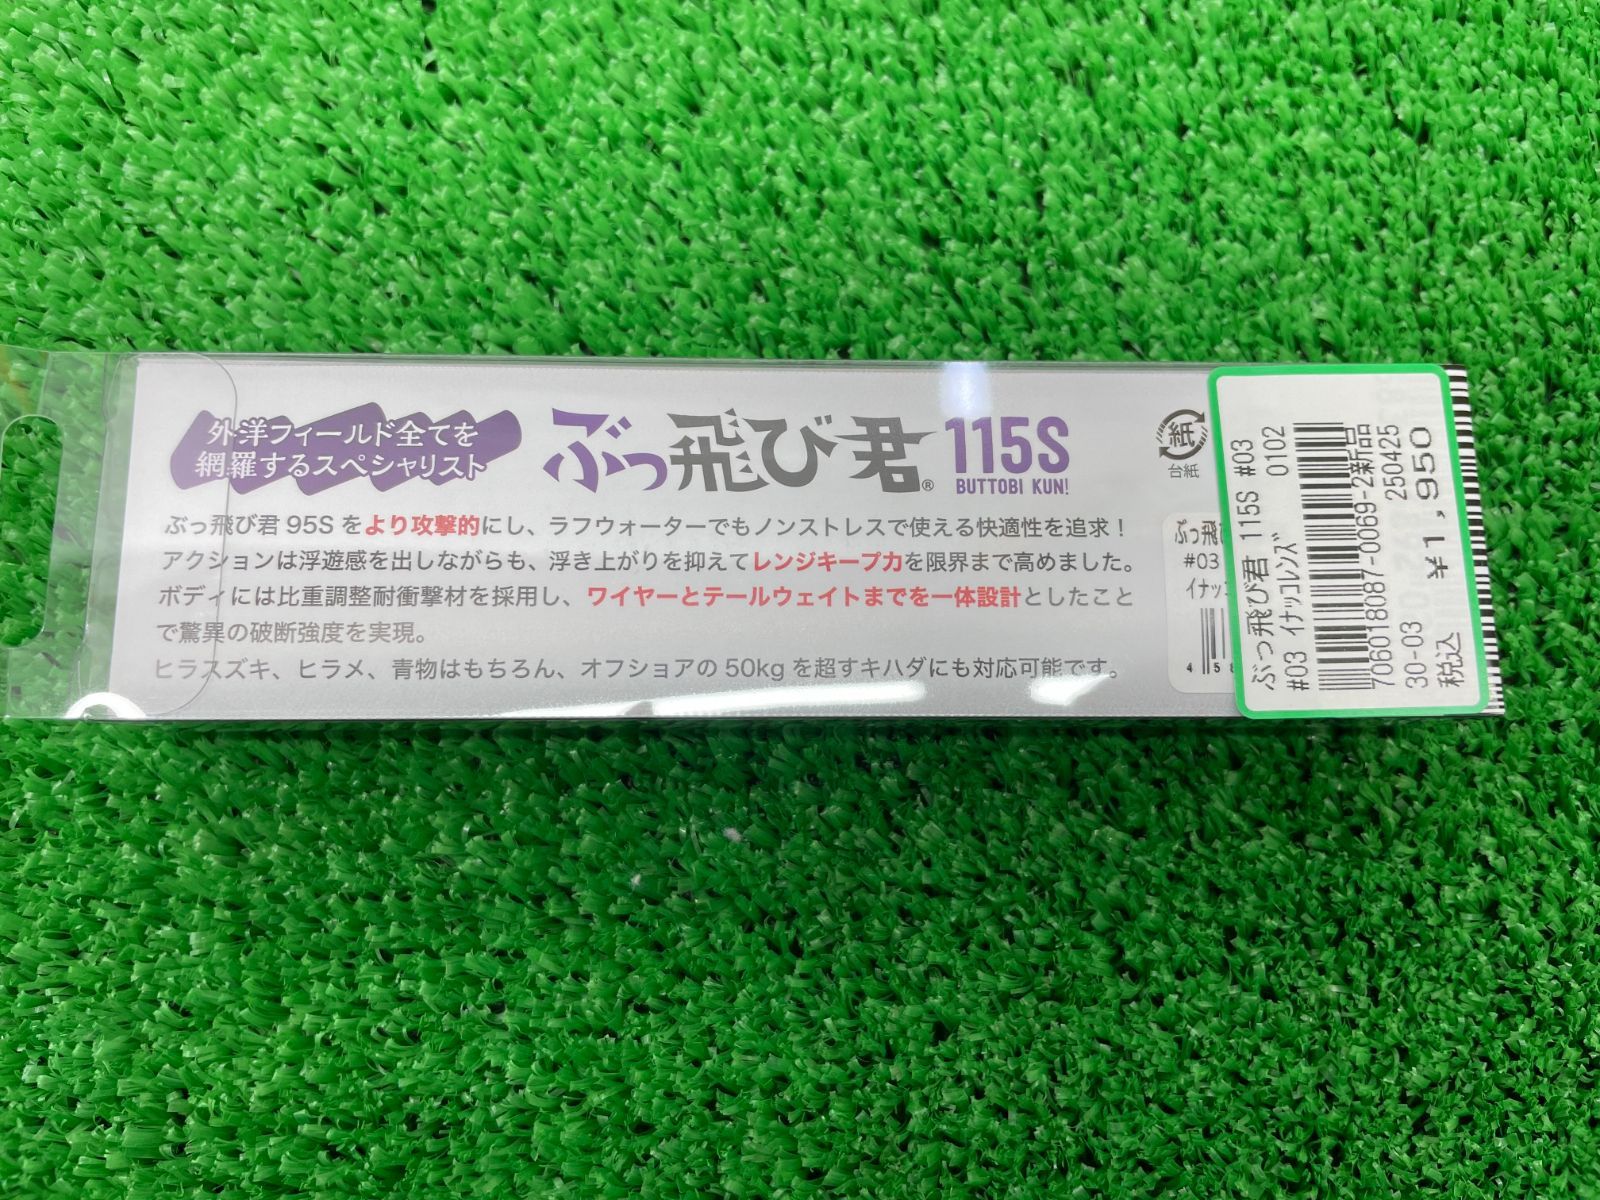 外洋フィールド全てを
網羅するスペシャリスト
ぶっ飛び君® 115S
BUTTOBI KUN!
ぶっ飛び君 95S をより攻撃的にし、ラフウォーターでもノンストレスで使える快適性を追求！
アクションは浮遊感を出しながらも、浮き上がりを抑えてレンジキープ力を限界まで高めました。
ボディには比重調整耐衝撃材を採用し、ワイヤーとテールウェイトまでを一体設計としたこと
で驚異の破断強度を実現。
ヒラスズキ、ヒラメ、青物はもちろん、オフショアの 50kg を超すキハダにも対応可能です。
紙
台紙
ぶっ飛び
#03
イナッコ
4 58
ぶっ飛び君 115S #03
#03 イナッコレンズ 0102
706018087-0069-2新品
30-03 250425
税込 ￥1,950